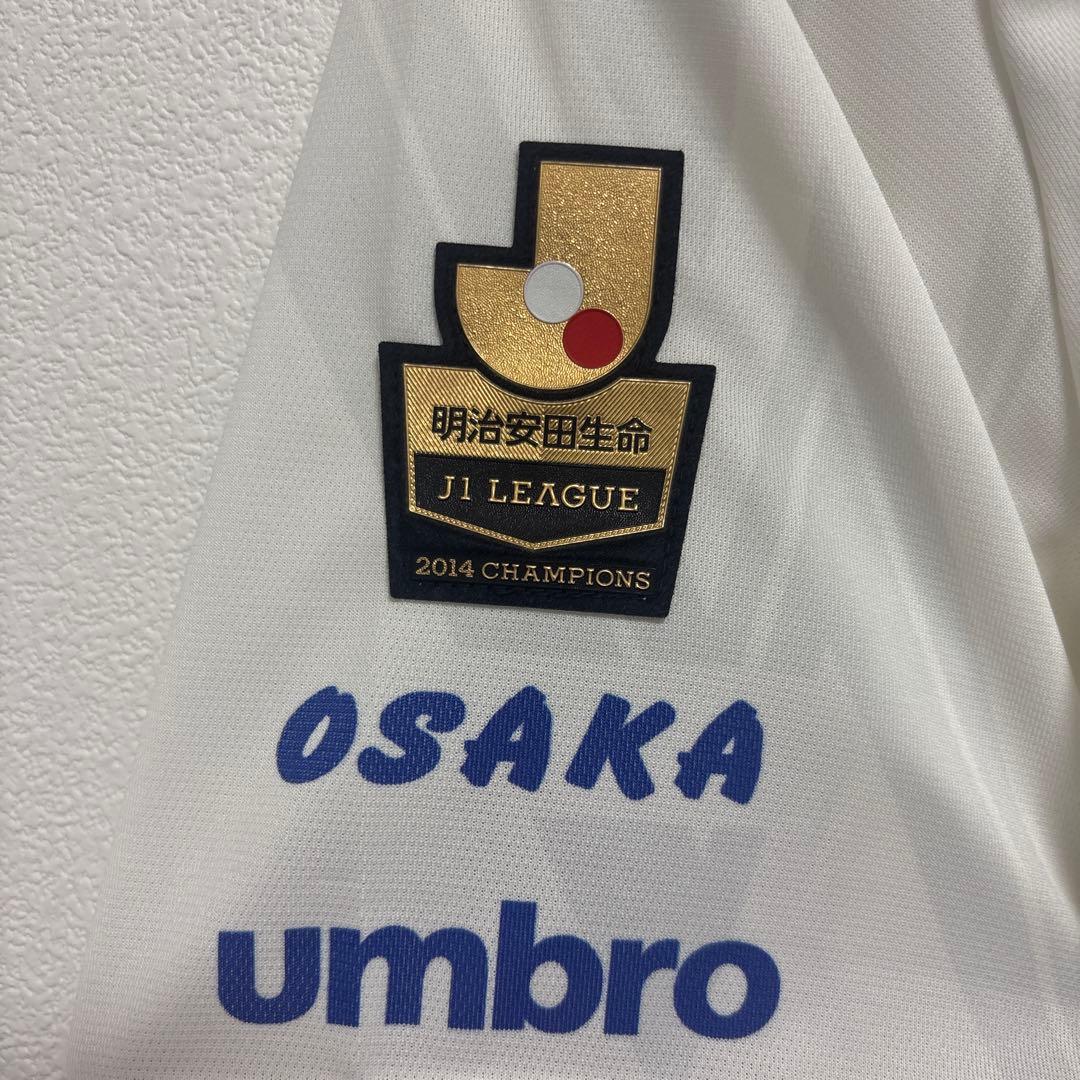 明治安田生命
J1 LEAGUE
2014 CHAMPIONS
OSAKA
umbro